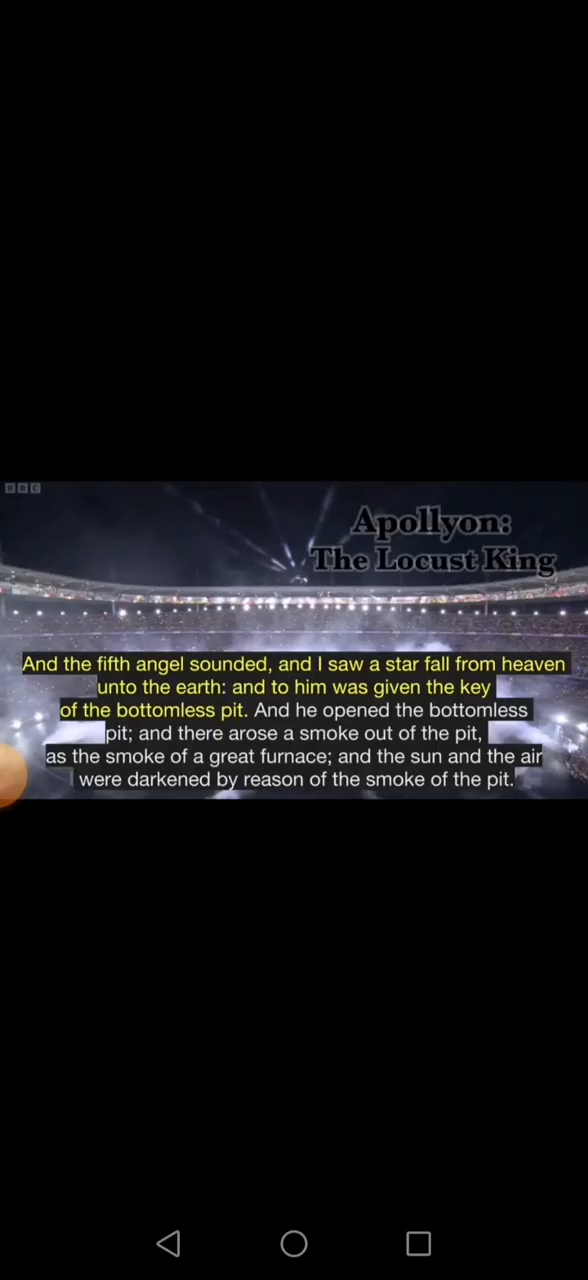 BBC
Apollyon:
The Locust King
And the fifth angel sounded, and I saw a star fall from heaven
unto the earth: and to him was given the key
of the bottomless pit. And he opened the bottomless
pit; and there arose a smoke out of the pit,
as the smoke of a great furnace; and the sun and the air
were darkened by reason of the smoke of the pit.